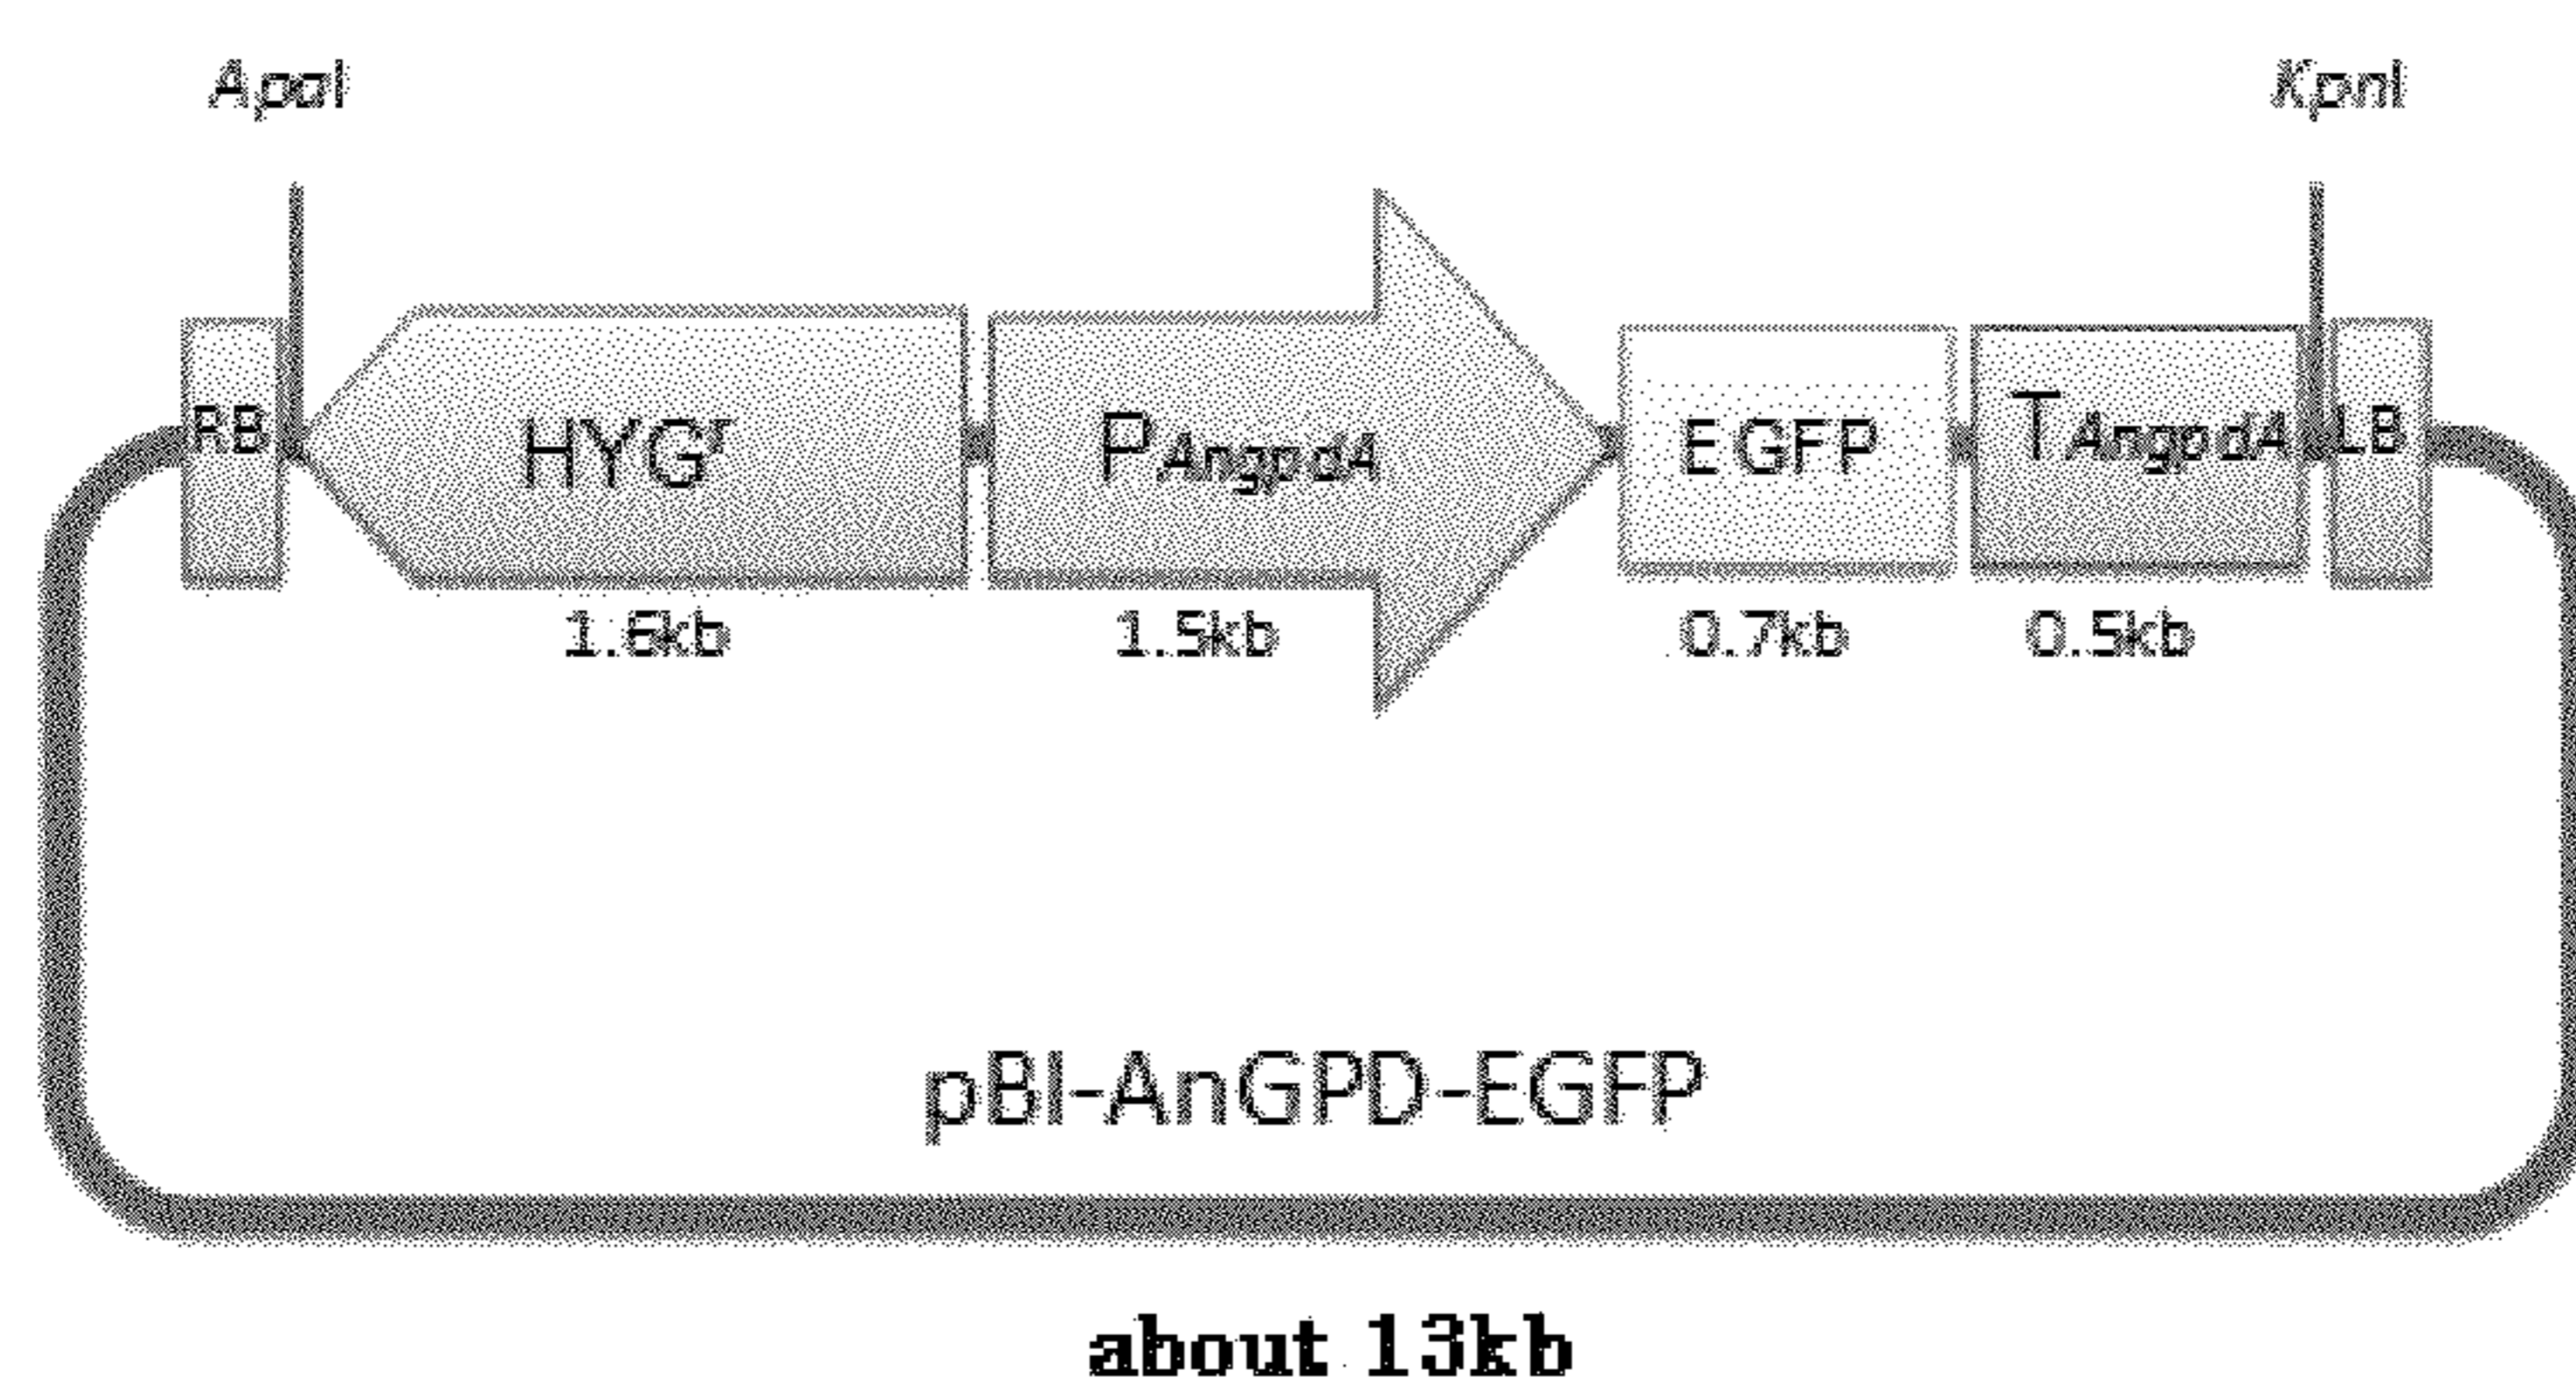 ApaI KpnI
RB HYGr PAngpdA EGFP TAngpdA LB
1.6kb 1.5kb 0.7kb 0.5kb
pBI-AnGPD-EGFP
about 13kb